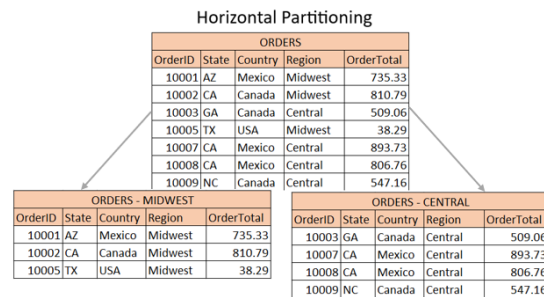 Horizontal Partitioning
ORDERS
OrderID State Country Region OrderTotal
10001 AZ Mexico Midwest 735.33
10002 CA Canada Midwest 810.79
10003 GA Canada Central 509.06
10005 TX USA Midwest 38.29
10007 CA Mexico Central 893.73
10008 CA Mexico Central 806.76
10009 NC Canada Central 547.16
ORDERS - MIDWEST
OrderID State Country Region OrderTotal
10001 AZ Mexico Midwest 735.33
10002 CA Canada Midwest 810.79
10005 TX USA Midwest 38.29
ORDERS - CENTRAL
OrderID State Country Region OrderTotal
10003 GA Canada Central 509.06
10007 CA Mexico Central 893.73
10008 CA Mexico Central 806.76
10009 NC Canada Central 547.16